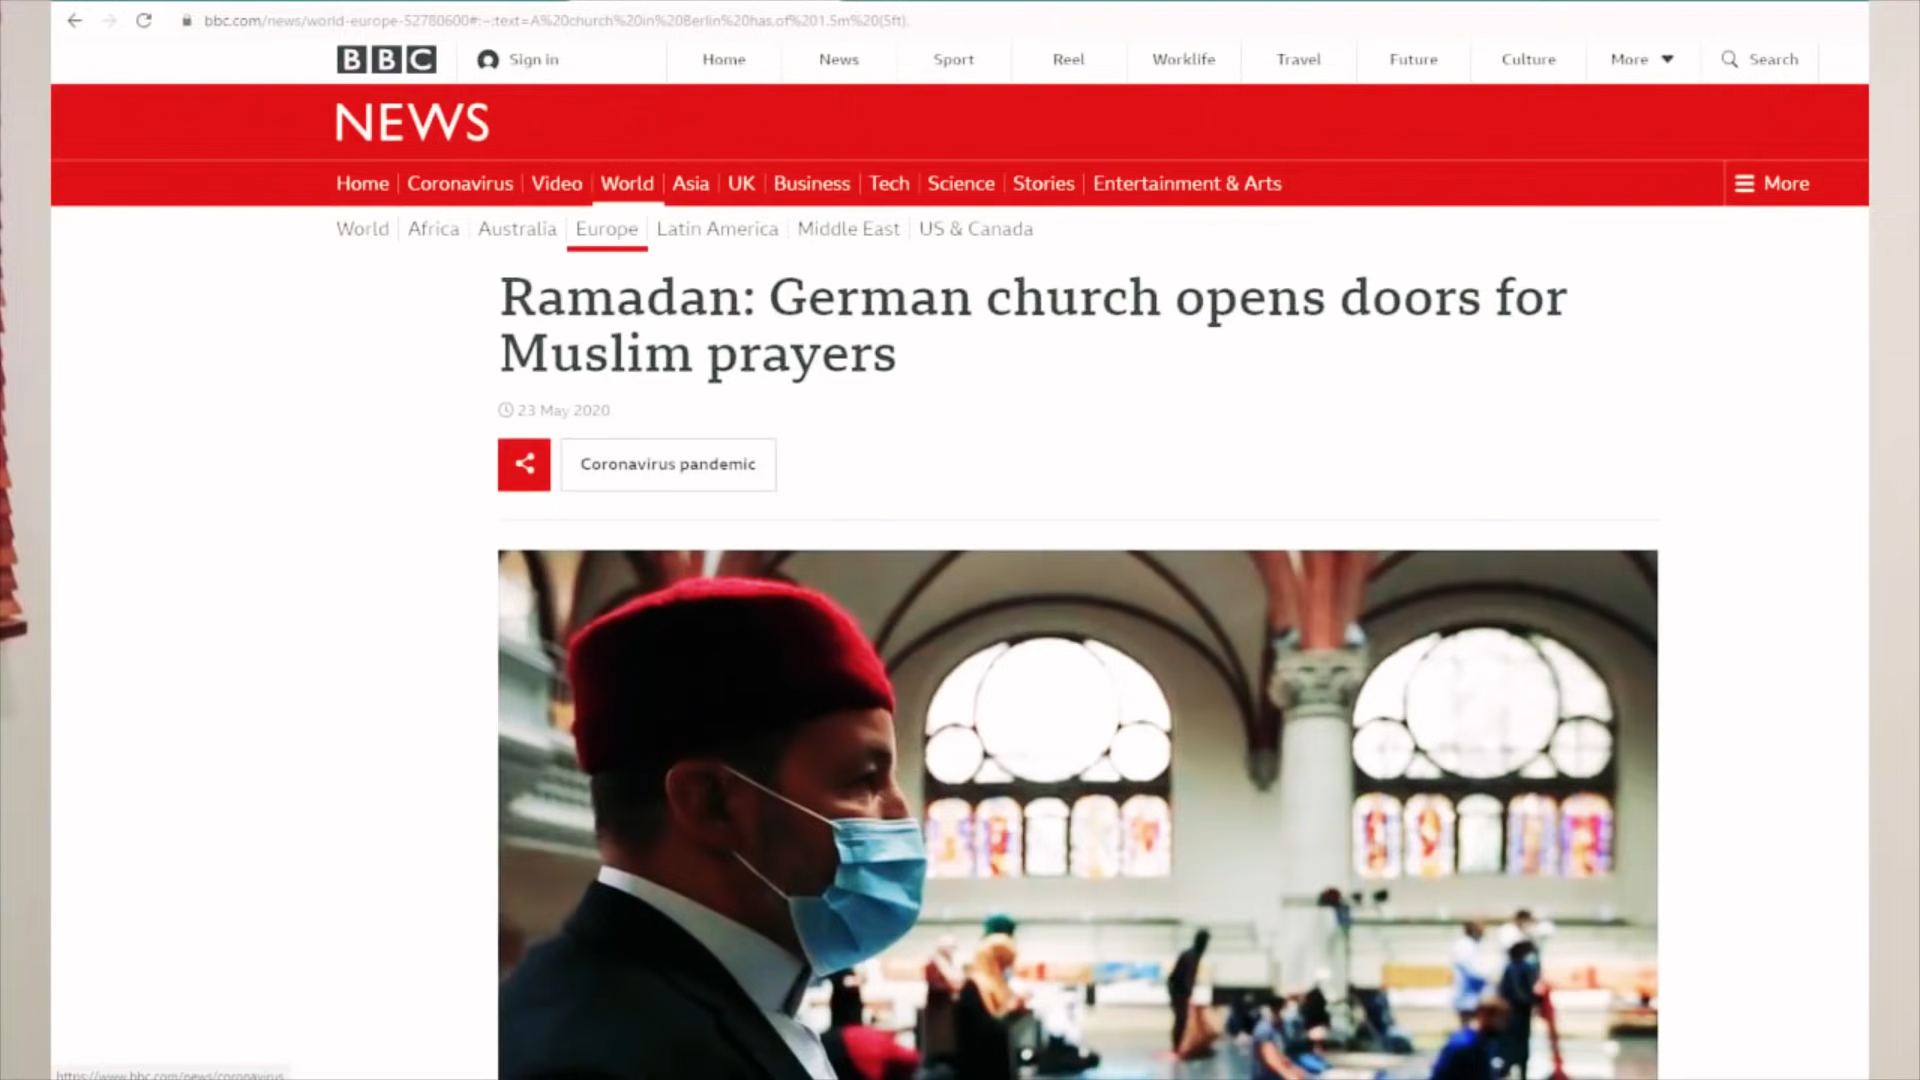 bbc.com/news/world-europe-52780600#:~:text=A%20church%20in%20Berlin%20has,of%201.5m%20(5ft).
BBC Sign in Home News Sport Reel Worklife Travel Future Culture More Search
NEWS
Home Coronavirus Video World Asia UK Business Tech Science Stories Entertainment & Arts More
World Africa Australia Europe Latin America Middle East US & Canada
Ramadan: German church opens doors for
Muslim prayers
23 May 2020
Coronavirus pandemic
https://www.bbc.com/news/coronavirus